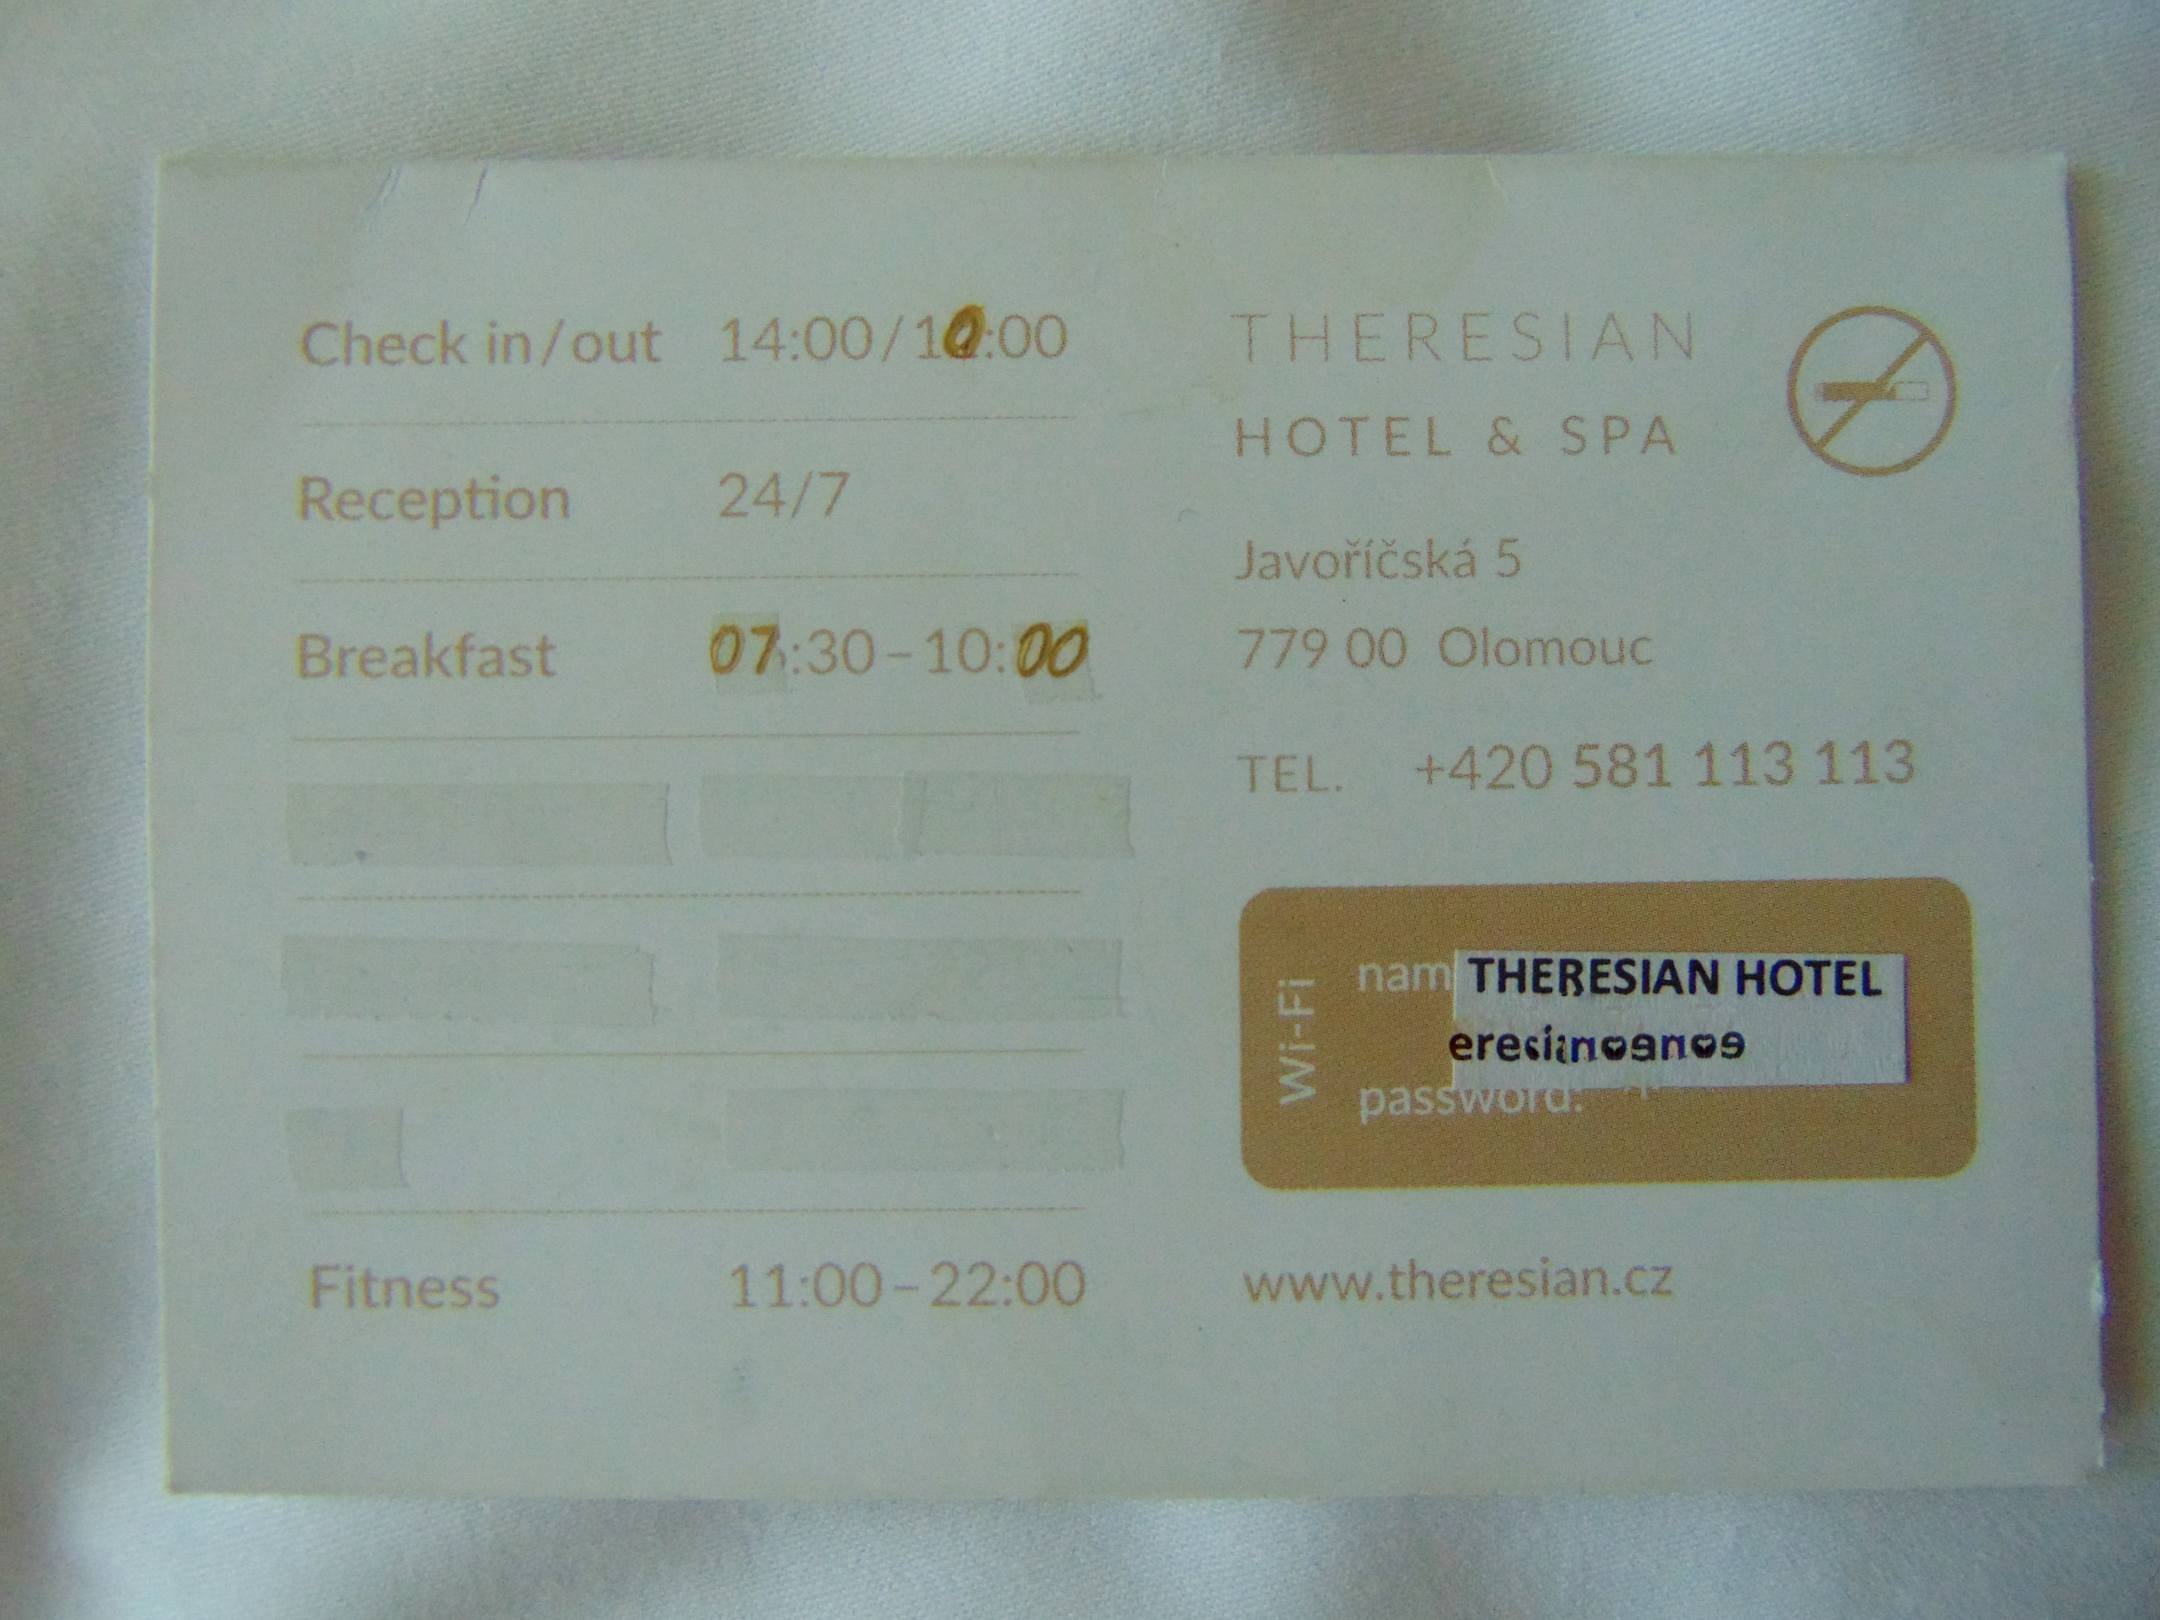 Check in/out 14:00/10:00
Reception 24/7
Breakfast 07:30–10:00
Fitness 11:00–22:00
THERESIAN
HOTEL & SPA
Javoříčská 5
779 00 Olomouc
TEL. +420 581 113 113
Wi-Fi
nam THERESIAN HOTEL
password:
www.theresian.cz